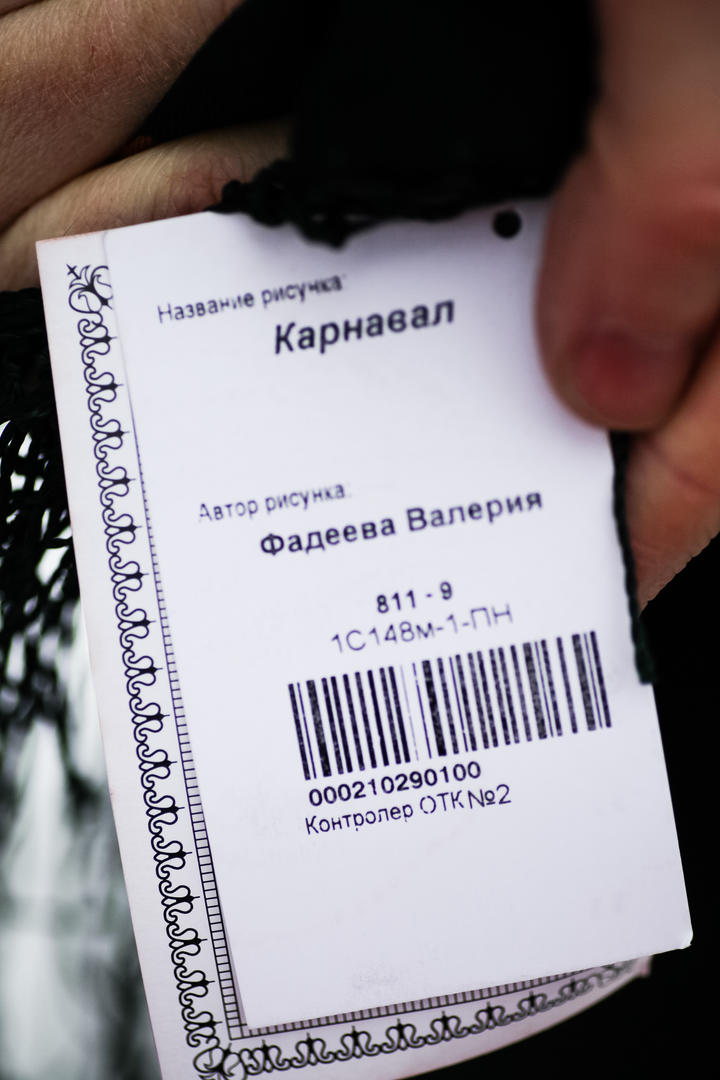 Название рисунка:
Карнавал
Автор рисунка:
Фадеева Валерия
811 - 9
1С148м-1-ПН
000210290100
Контролер ОТК №2